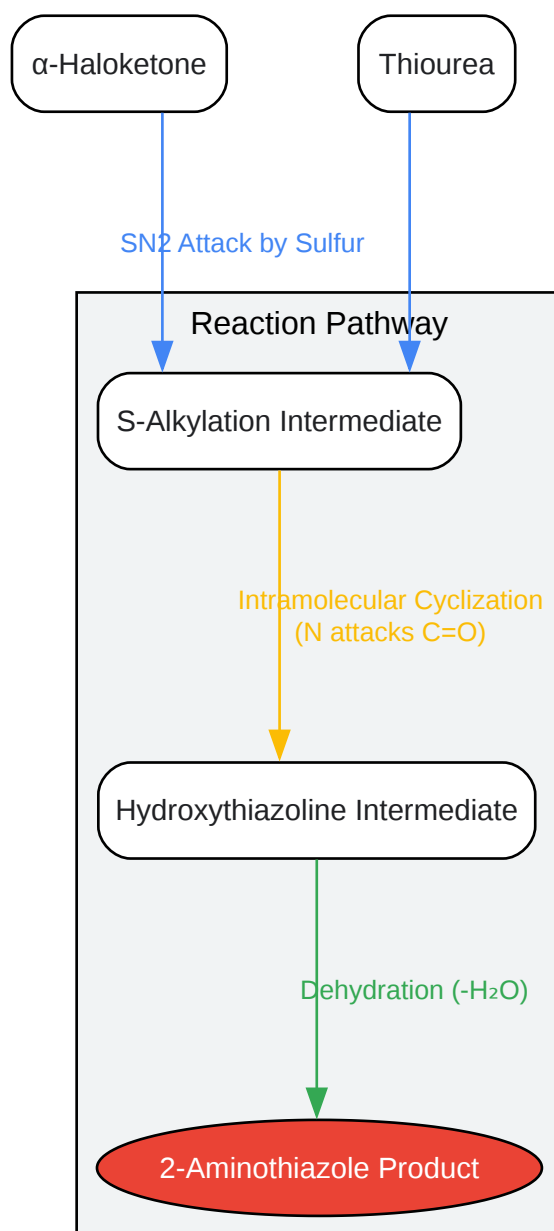 α-Haloketone
Thiourea
SN2 Attack by Sulfur
Reaction Pathway
S-Alkylation Intermediate
Intramolecular Cyclization
(N attacks C=O)
Hydroxythiazoline Intermediate
Dehydration (-H₂O)
2-Aminothiazole Product